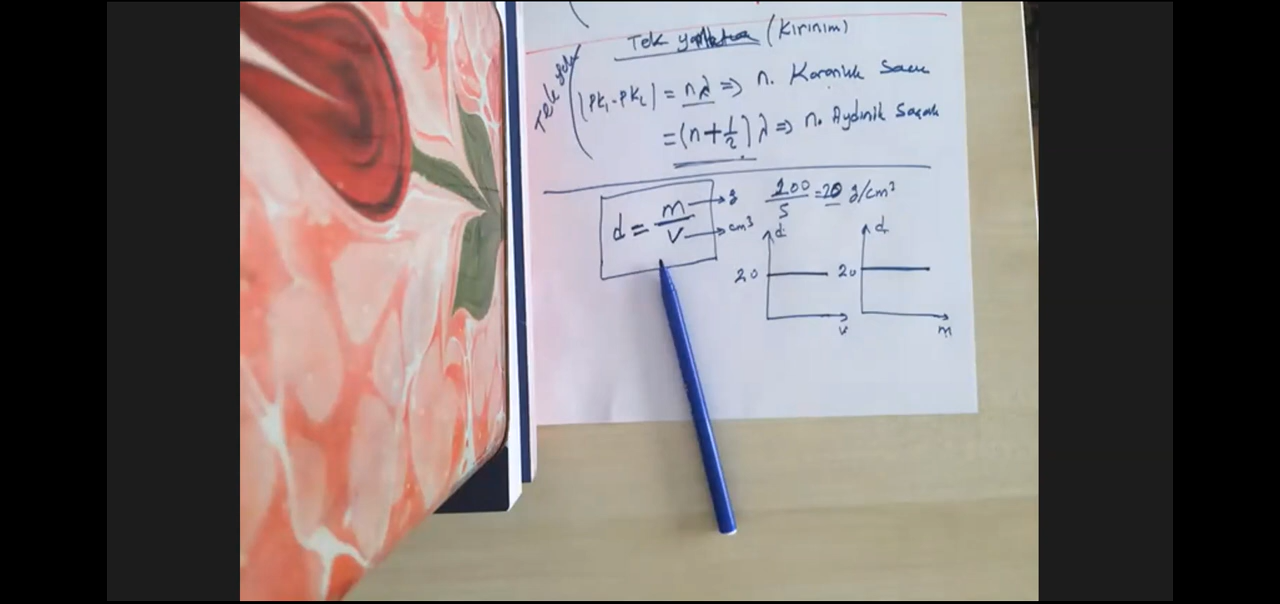 Tek yarıkta (Kırınım)
Tek yarık
|PK₁-PK₂| = nλ ⇒ n. Karanlık Saçak
= (n + 1/2) λ ⇒ n. Aydınlık Saçak
d = m/V
→ g
→ cm³
100/5 = 20 g/cm³
d
20
V
d
20
m